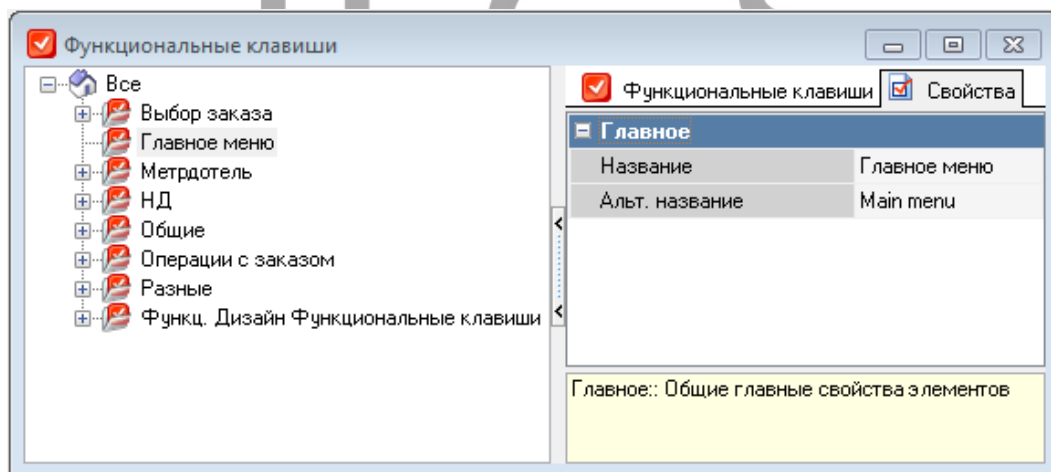 Функциональные клавиши
Все
Выбор заказа
Главное меню
Метрдотель
НД
Общие
Операции с заказом
Разные
Функц. Дизайн Функциональные клавиши
Функциональные клавиши Свойства
Главное
Название Главное меню
Альт. название Main menu
Главное:: Общие главные свойства элементов